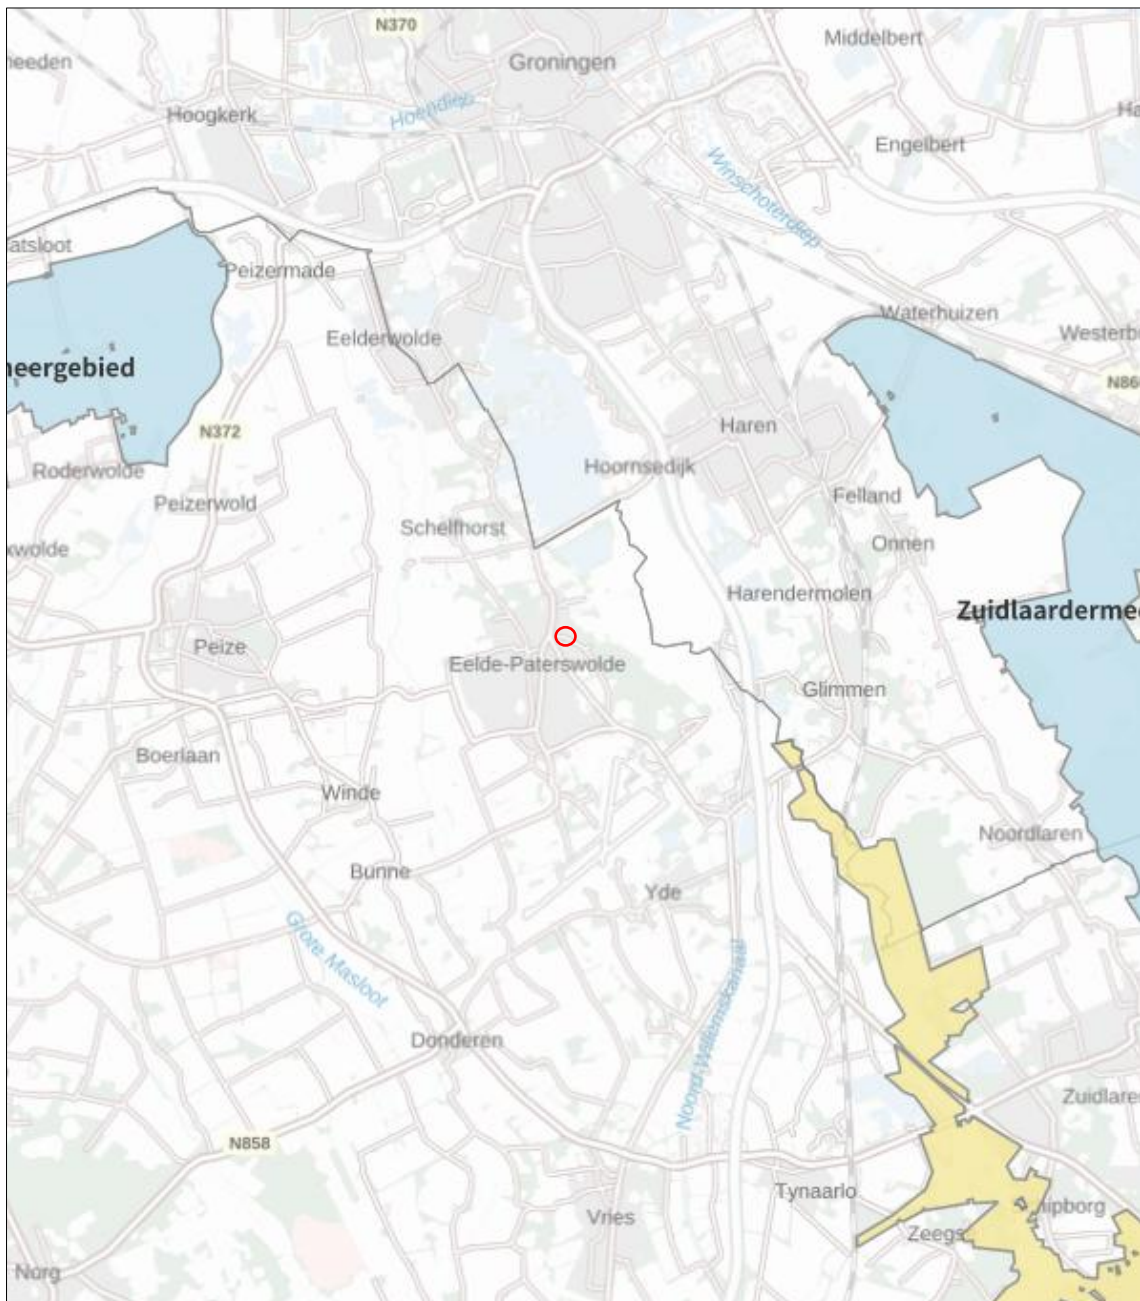 N370
Groningen
Middelbert
Hoogkerk
Hoendiep
Engelbert
Winschoterdiep
Peizermade
Eelderwolde
Waterhuizen
neergebied
N372
Haren
Roderwolde
Hoornsedijk
Peizerwold
Felland
Schelfhorst
Onnen
Harendermolen
Zuidlaardermee
Peize
Eelde-Paterswolde
Glimmen
Boerlaan
Winde
Noordlaren
Bunne
Yde
Grote Masloot
Noord-Willemskanaal
Donderen
N858
Tynaarlo
Vries
Norg